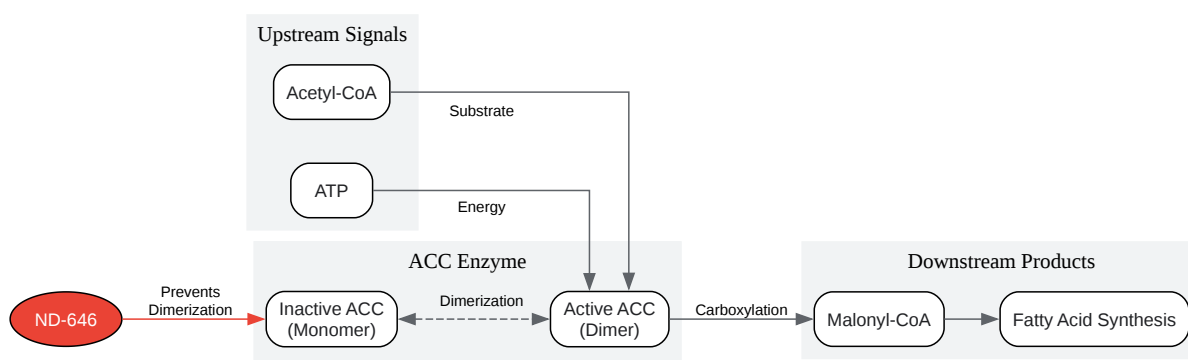 Upstream Signals
Acetyl-CoA
Substrate
ATP
Energy
ACC Enzyme
Downstream Products
ND-646
Prevents
Dimerization
Inactive ACC
(Monomer)
Dimerization
Active ACC
(Dimer)
Carboxylation
Malonyl-CoA
Fatty Acid Synthesis